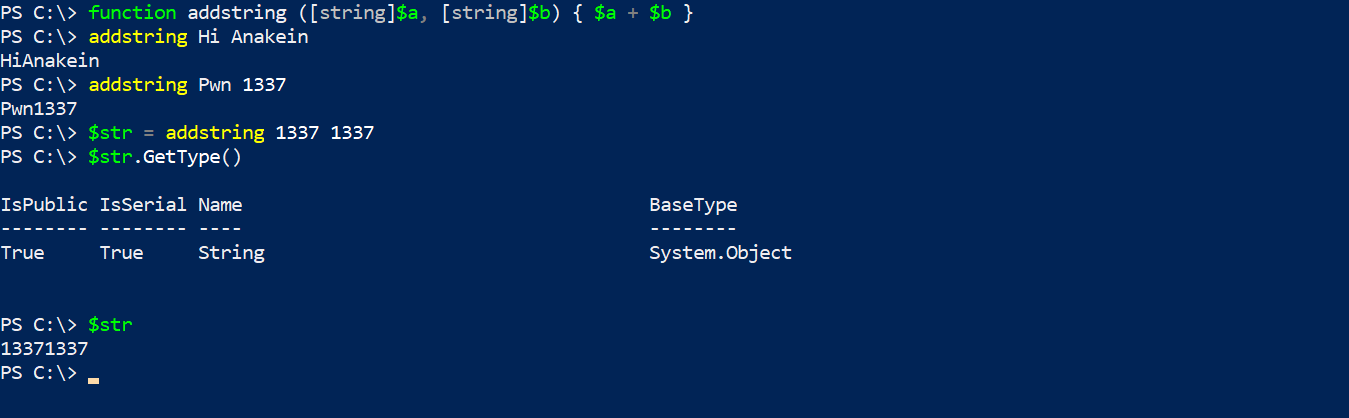 PS C:\> function addstring ([string]$a, [string]$b) { $a + $b }
PS C:\> addstring Hi Anakein
HiAnakein
PS C:\> addstring Pwn 1337
Pwn1337
PS C:\> $str = addstring 1337 1337
PS C:\> $str.GetType()
IsPublic IsSerial Name                                     BaseType
-------- -------- ----                                     --------
True     True     String                                   System.Object
PS C:\> $str
13371337
PS C:\>